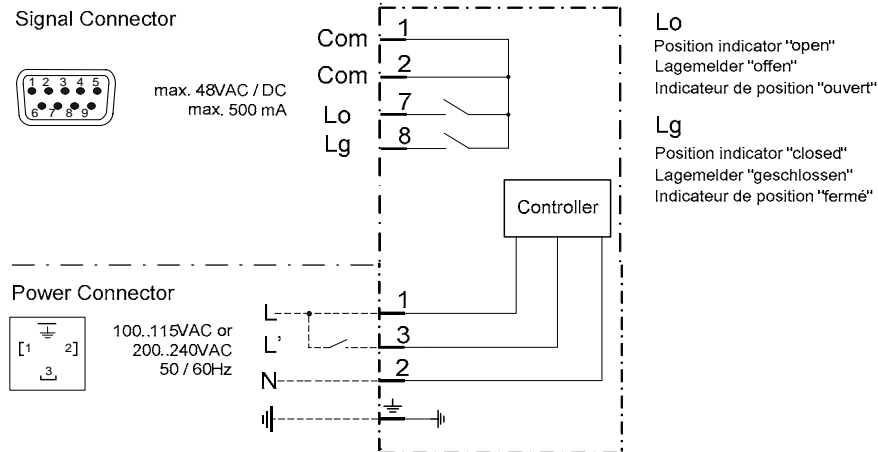 Signal Connector
1 2 3 4 5
6 7 8 9
max. 48VAC / DC
max. 500 mA
Com 1
Com 2
Lo 7
Lg 8
Lo
Position indicator "open"
Lagemelder "offen"
Indicateur de position "ouvert"
Lg
Position indicator "closed"
Lagemelder "geschlossen"
Indicateur de position "fermé"
Controller
Power Connector
1 2
3
100..115VAC or
200..240VAC
50 / 60Hz
L 1
L' 3
N 2